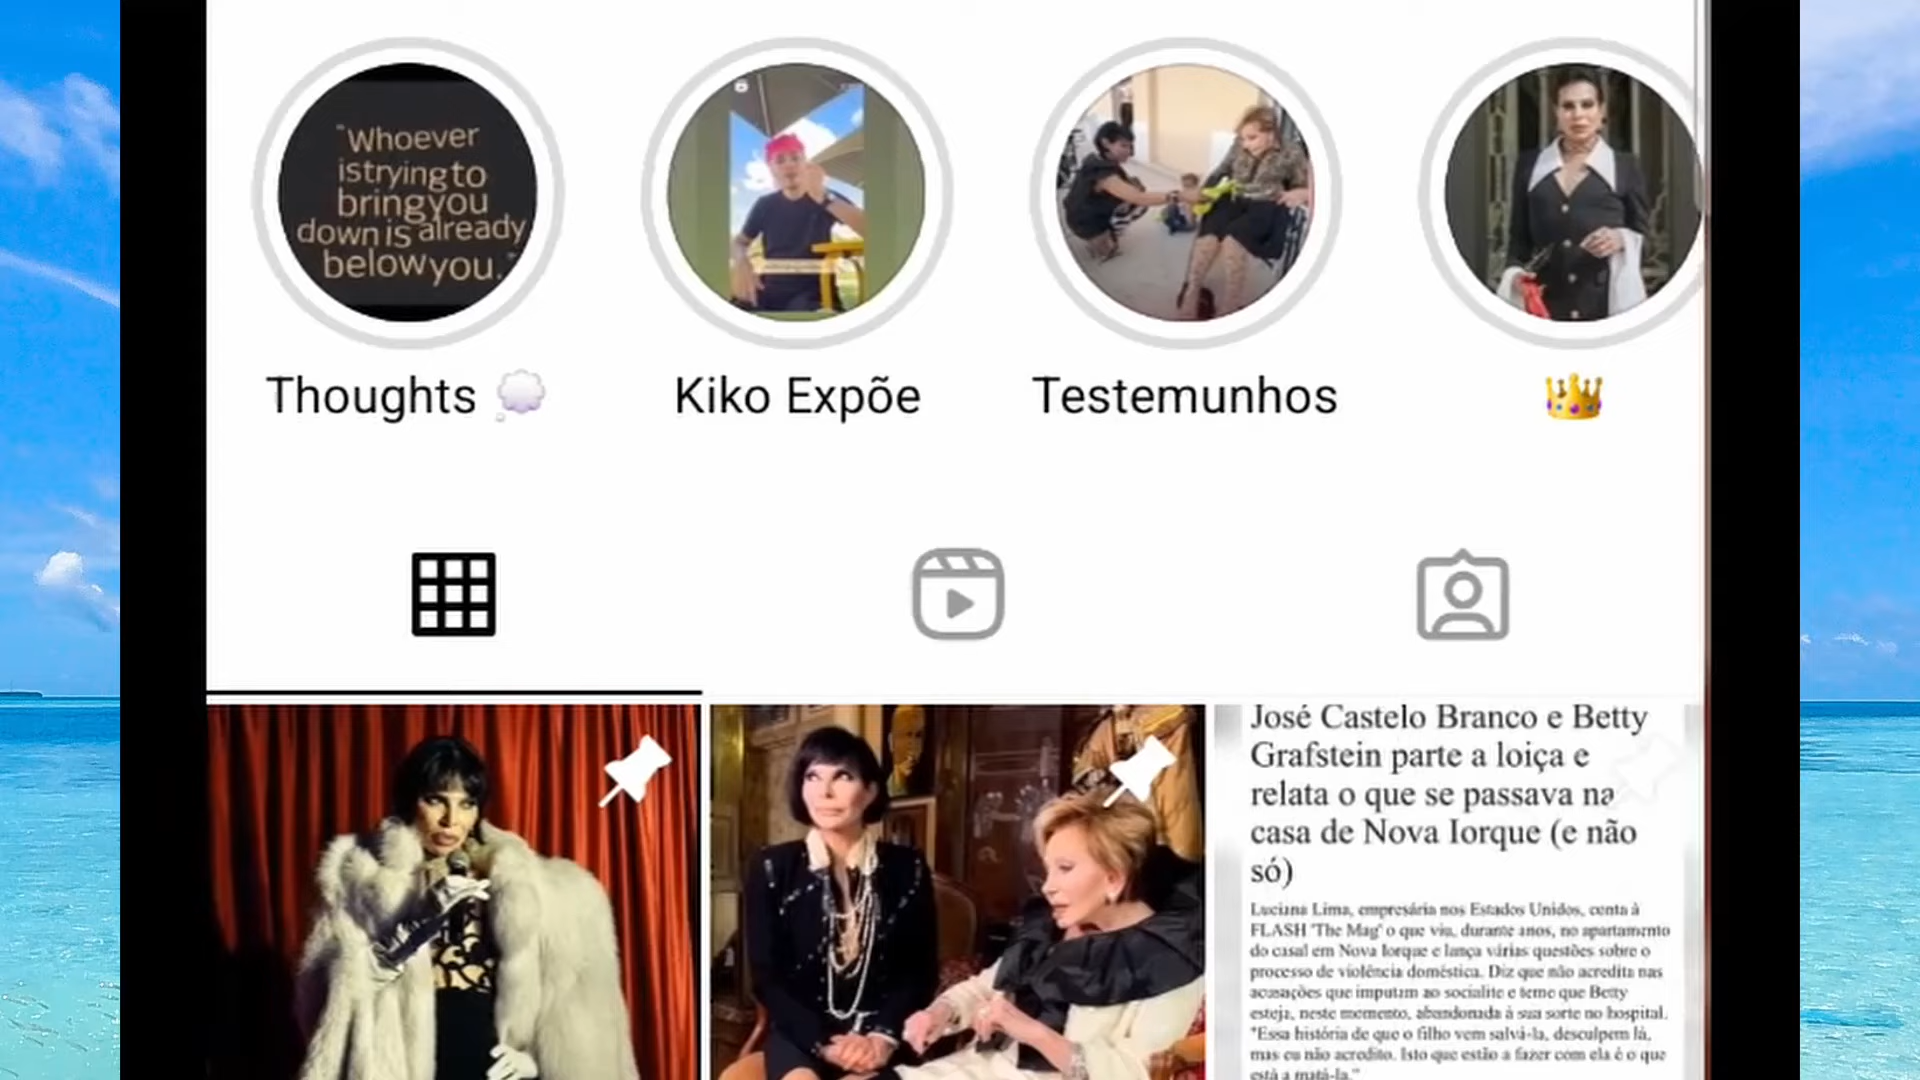 "Whoever
is trying to
bring you
down is already
below you."
Thoughts 💭
Kiko Expõe
Testemunhos
👑
José Castelo Branco e Betty
Grafstein parte a loiça e
relata o que se passava na
casa de Nova Iorque (e não
só)
Luciana Lima, empresária nos Estados Unidos, conta à
FLASH 'The Mag' o que viu, durante anos, no apartamento
do casal em Nova Iorque e lança várias questões sobre o
processo de violência doméstica. Diz que não acredita nas
acusações que imputam ao socialite e teme que Betty
esteja, neste momento, abandonada à sua sorte no hospital.
"Essa história de que o filho vem salvá-la, desculpem lá,
mas eu não acredito. Isto que estão a fazer com ela é o que
está a matá-la."